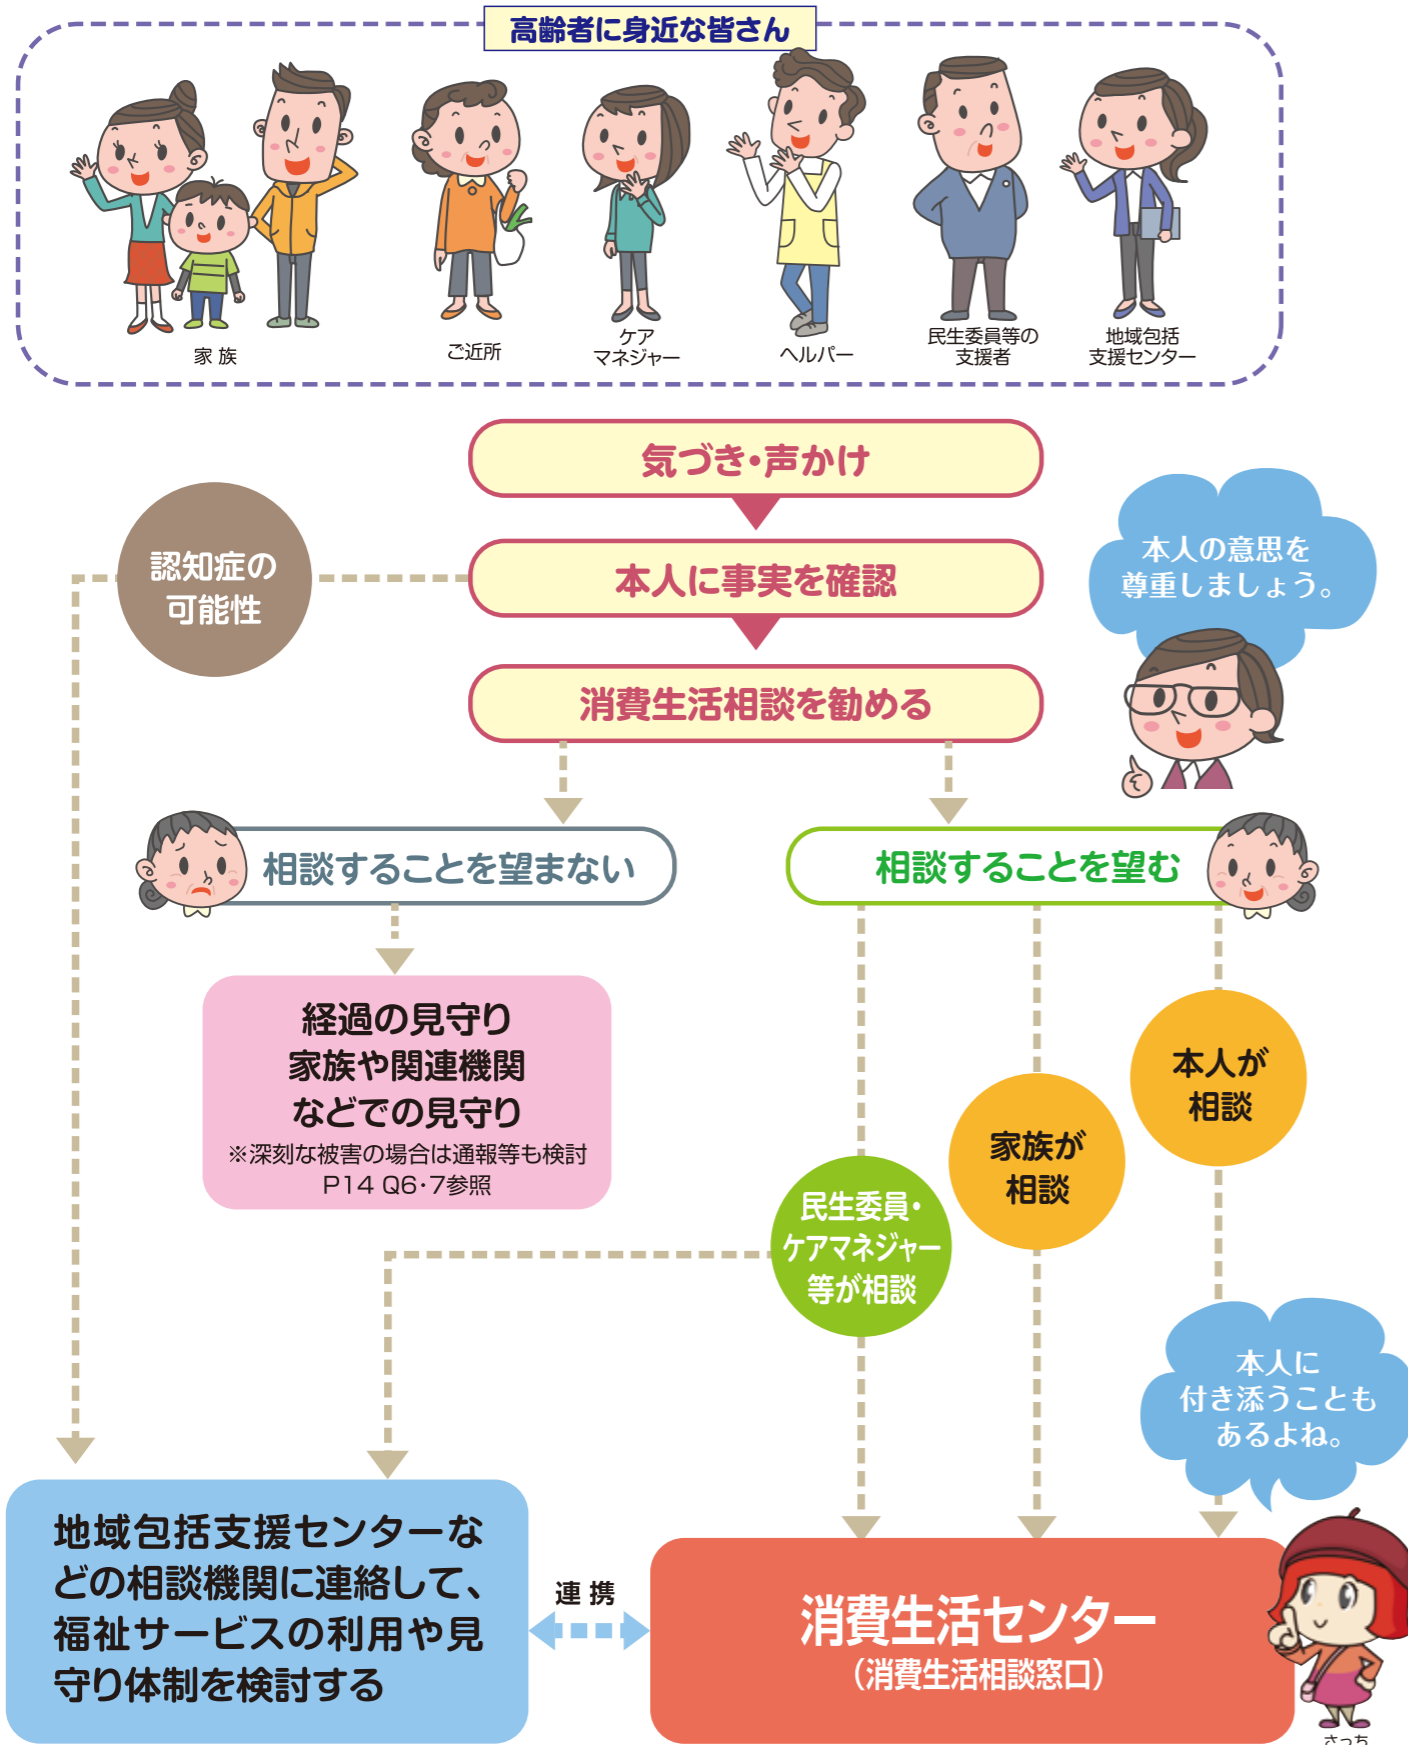 高齢者に身近な皆さん
家 族
ご近所
ケア
マネジャー
ヘルパー
民生委員等の
支援者
地域包括
支援センター
気づき・声かけ
認知症の
可能性
本人に事実を確認
本人の意思を
尊重しましょう。
消費生活相談を勧める
相談することを望まない
相談することを望む
経過の見守り
家族や関連機関
などでの見守り
※深刻な被害の場合は通報等も検討
P14 Q6・7参照
本人が
相談
家族が
相談
民生委員・
ケアマネジャー
等が相談
本人に
付き添うことも
あるよね。
地域包括支援センターな
どの相談機関に連絡して、
福祉サービスの利用や見
守り体制を検討する
連 携
消費生活センター
（消費生活相談窓口）
さっち